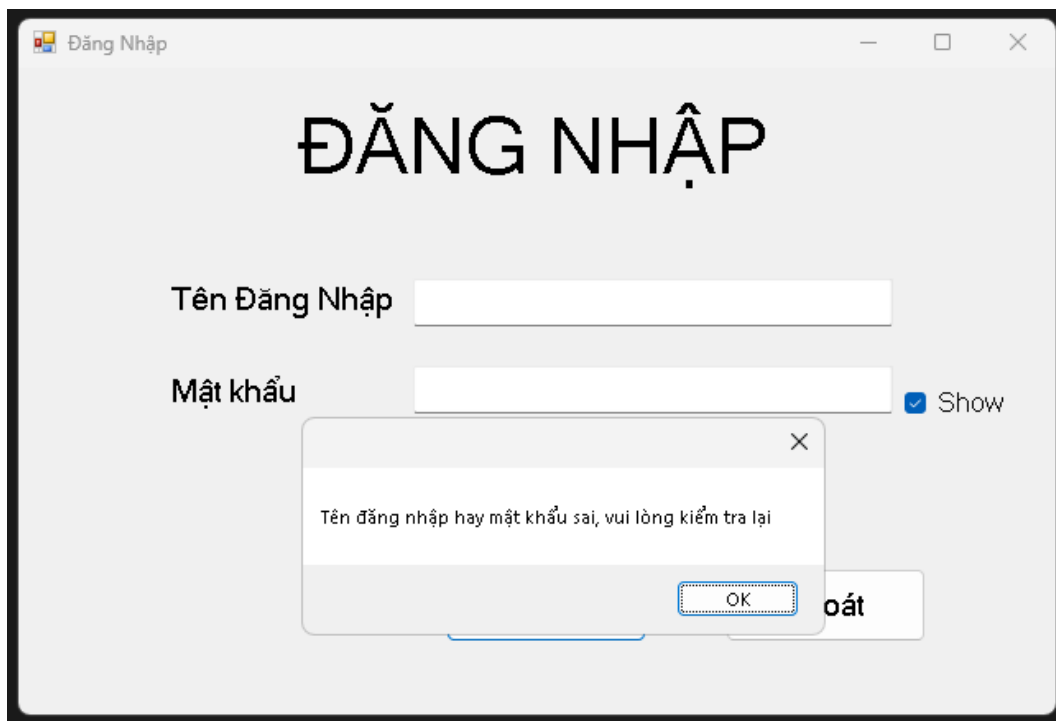 Đăng Nhập
ĐĂNG NHẬP
Tên Đăng Nhập
Mật khẩu
Show
Tên đăng nhập hay mật khẩu sai, vui lòng kiểm tra lại
OK
oát